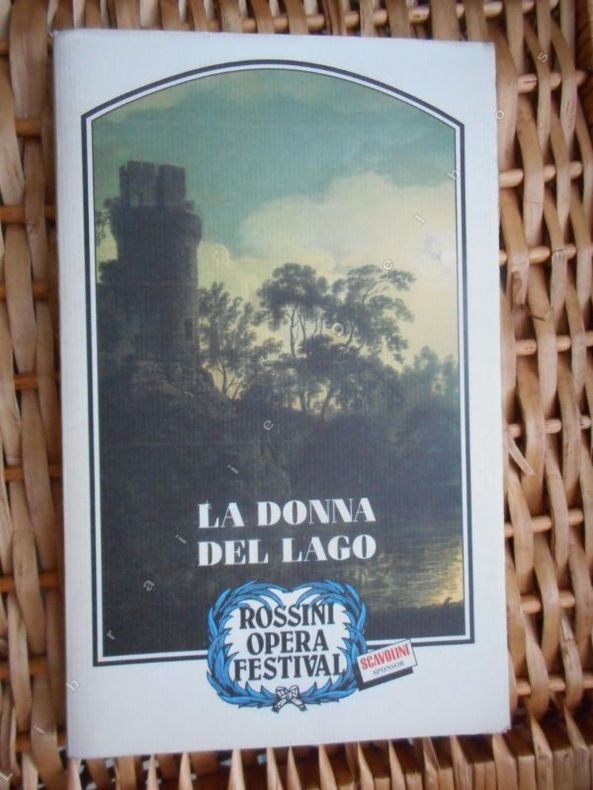 LA DONNA
DEL LAGO
ROSSINI
OPERA
FESTIVAL
SCAVOLINI
SPONSOR